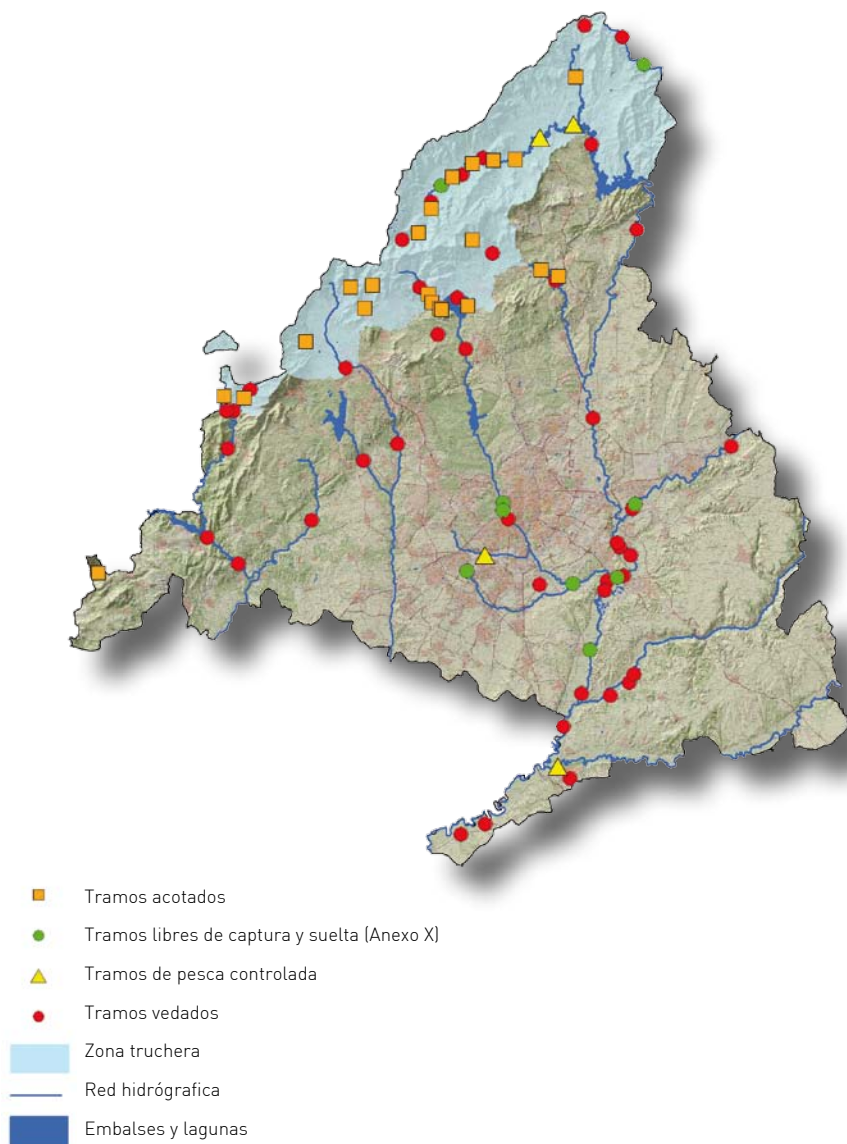 Tramos acotados
Tramos libres de captura y suelta (Anexo X)
Tramos de pesca controlada
Tramos vedados
Zona truchera
Red hidrógrafica
Embalses y lagunas